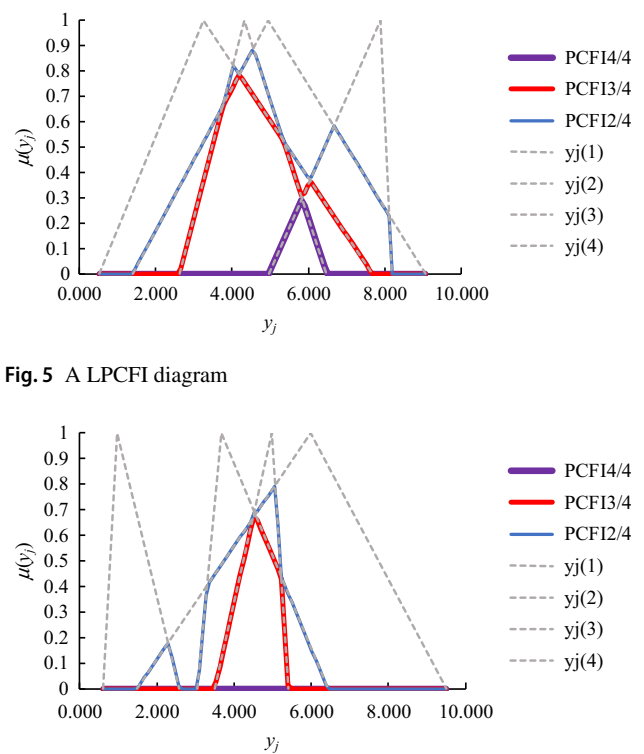 1
0.9
0.8
0.7
0.6
0.5
0.4
0.3
0.2
0.1
0
μ(yj)
0.000 2.000 4.000 6.000 8.000 10.000
yj
PCFI4/4
PCFI3/4
PCFI2/4
yj(1)
yj(2)
yj(3)
yj(4)
Fig. 5 A LPCFI diagram
1
0.9
0.8
0.7
0.6
0.5
0.4
0.3
0.2
0.1
0
μ(yj)
0.000 2.000 4.000 6.000 8.000 10.000
yj
PCFI4/4
PCFI3/4
PCFI2/4
yj(1)
yj(2)
yj(3)
yj(4)